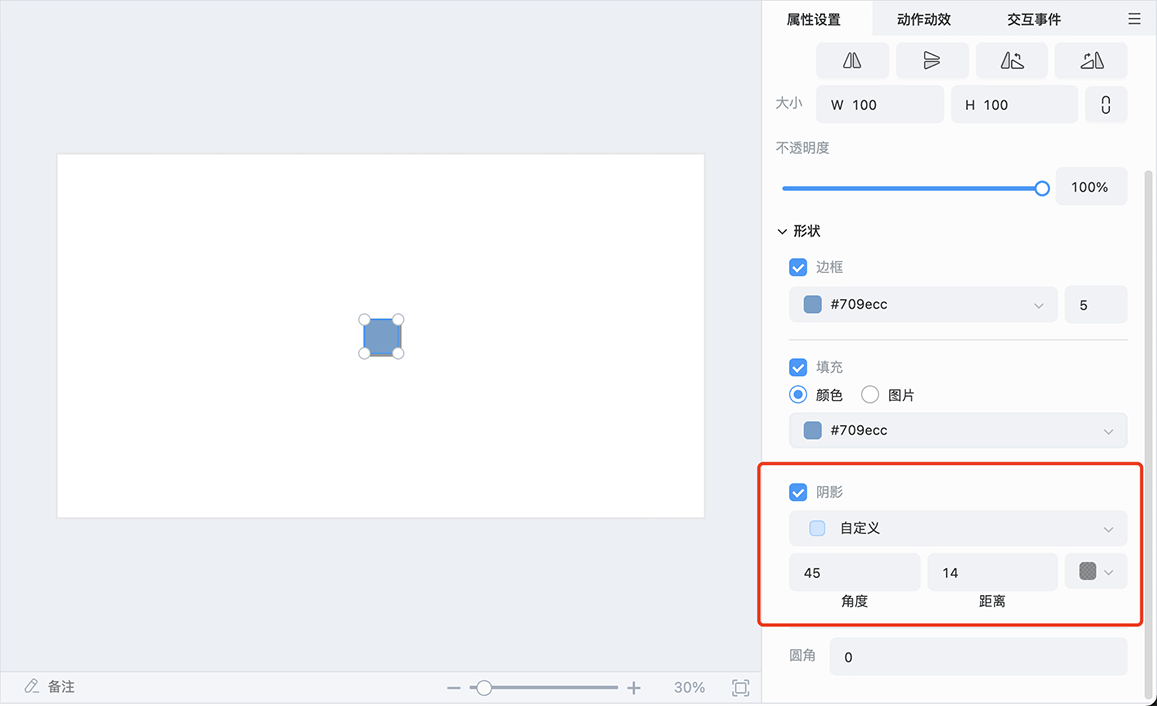 属性设置 动作动效 交互事件
大小 W 100 H 100
不透明度
100%
形状
边框
#709ecc 5
填充
颜色 图片
#709ecc
阴影
自定义
45 14
角度 距离
圆角 0
备注 30%